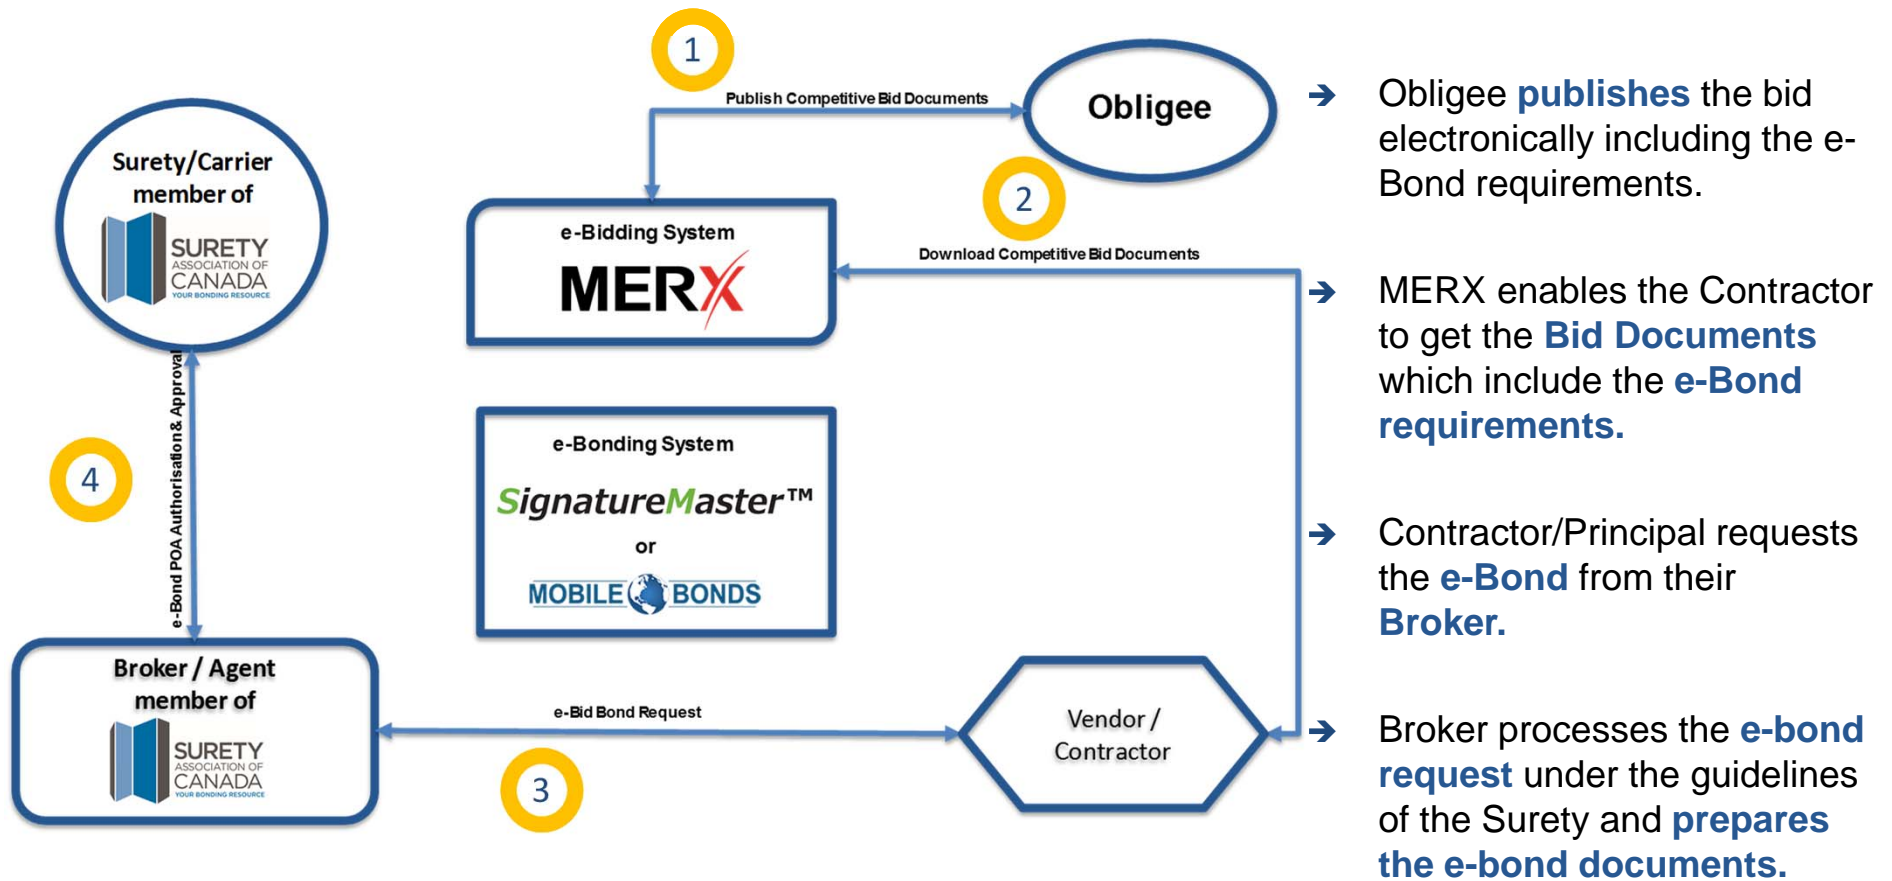 1
Publish Competitive Bid Documents
Obligee
2
Surety/Carrier
member of
SURETY
ASSOCIATION OF
CANADA
YOUR BONDING RESOURCE
e-Bidding System
MERX
Download Competitive Bid Documents
e-Bond POA Authorisation & Approval
4
e-Bonding System
SignatureMaster™
or
MOBILE BONDS
Broker / Agent
member of
SURETY
ASSOCIATION OF
CANADA
YOUR BONDING RESOURCE
e-Bid Bond Request
3
Vendor /
Contractor
➔ Obligee publishes the bid
electronically including the e-
Bond requirements.
➔ MERX enables the Contractor
to get the Bid Documents
which include the e-Bond
requirements.
➔ Contractor/Principal requests
the e-Bond from their
Broker.
➔ Broker processes the e-bond
request under the guidelines
of the Surety and prepares
the e-bond documents.